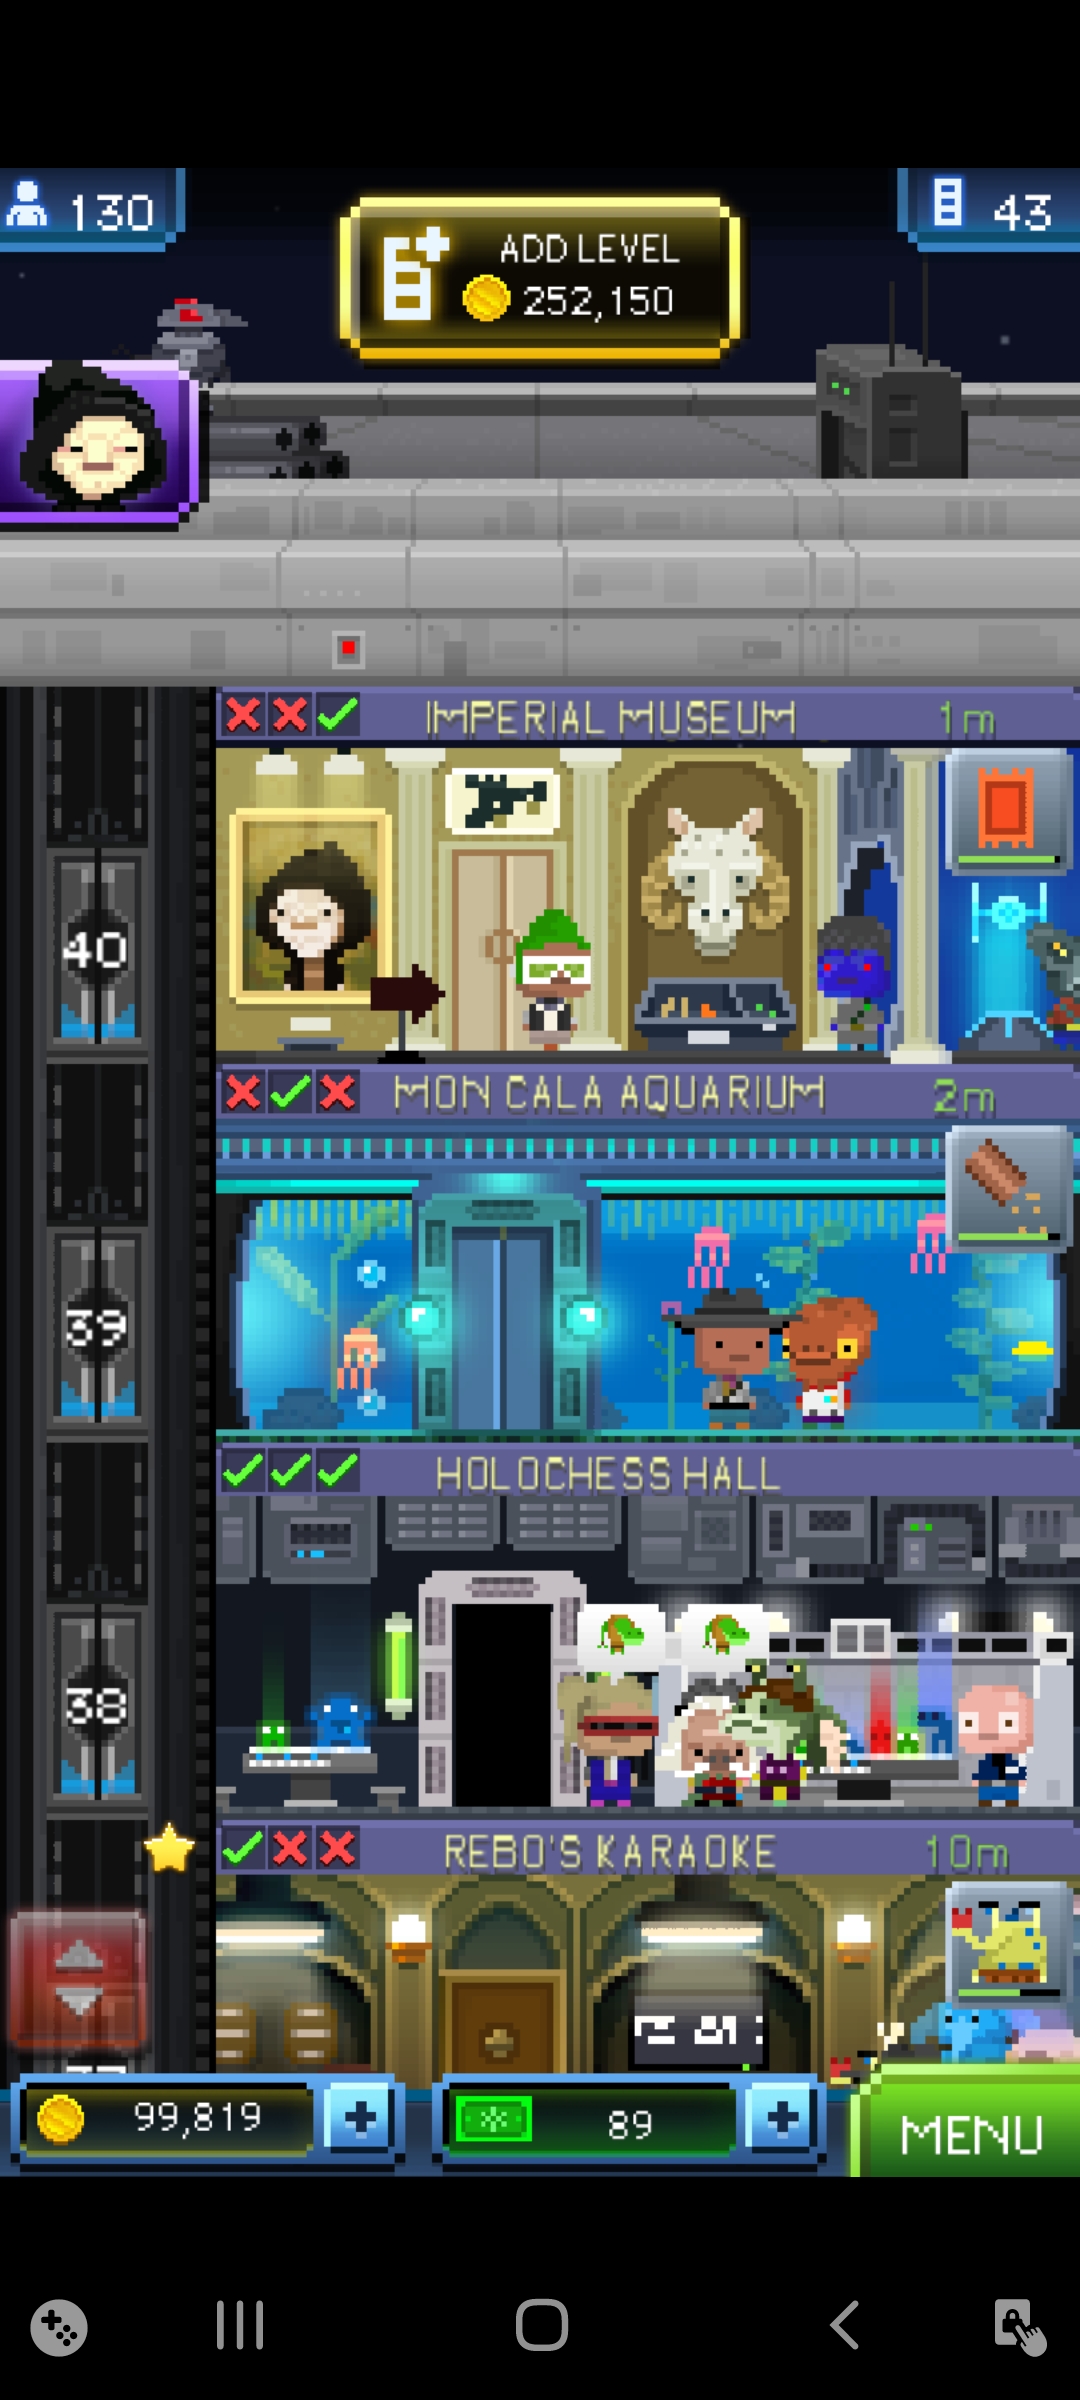 130
ADD LEVEL
252,150
43
IMPERIAL MUSEUM 1m
40
MON CALA AQUARIUM 2m
39
HOLOCHESS HALL
38
REBO'S KARAOKE 10m
99,819
89
MENU